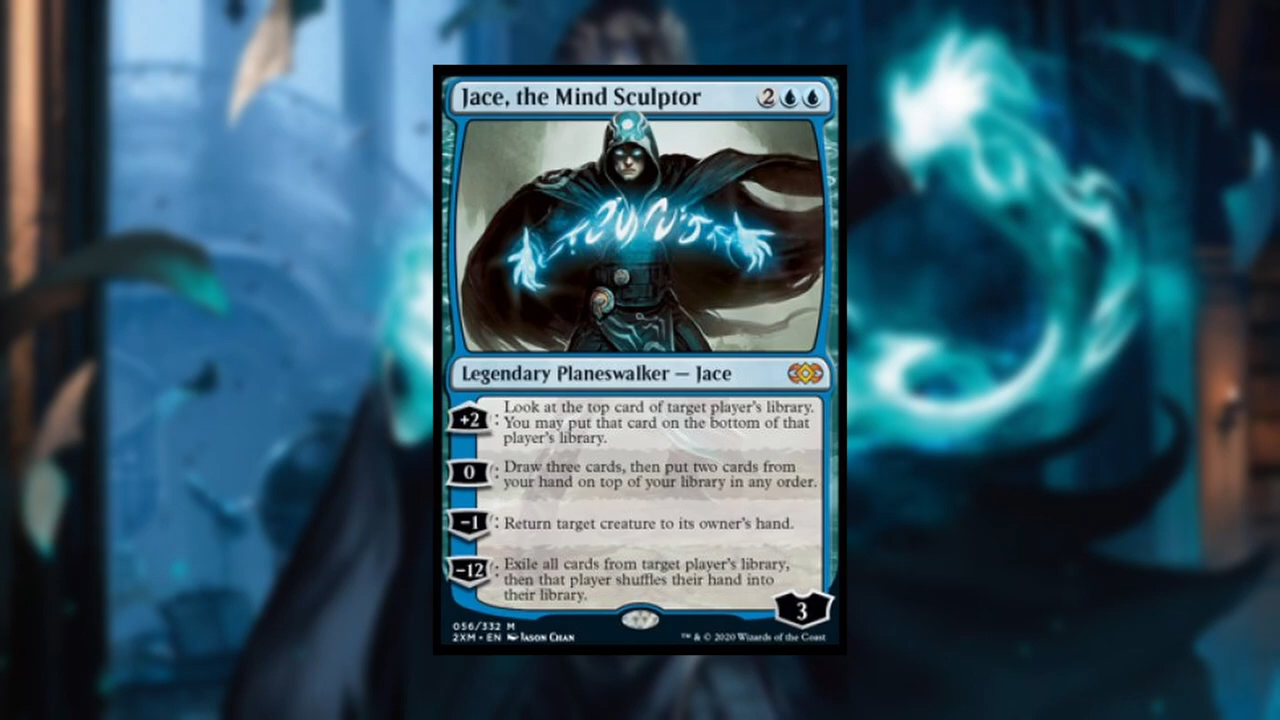 Jace, the Mind Sculptor 2
Legendary Planeswalker — Jace
+2: Look at the top card of target player's library.
You may put that card on the bottom of that
player's library.
0: Draw three cards, then put two cards from
your hand on top of your library in any order.
−1: Return target creature to its owner's hand.
−12: Exile all cards from target player's library,
then that player shuffles their hand into
their library.
3
056/332 M
2XM • EN Jason Chan
™ & © 2020 Wizards of the Coast